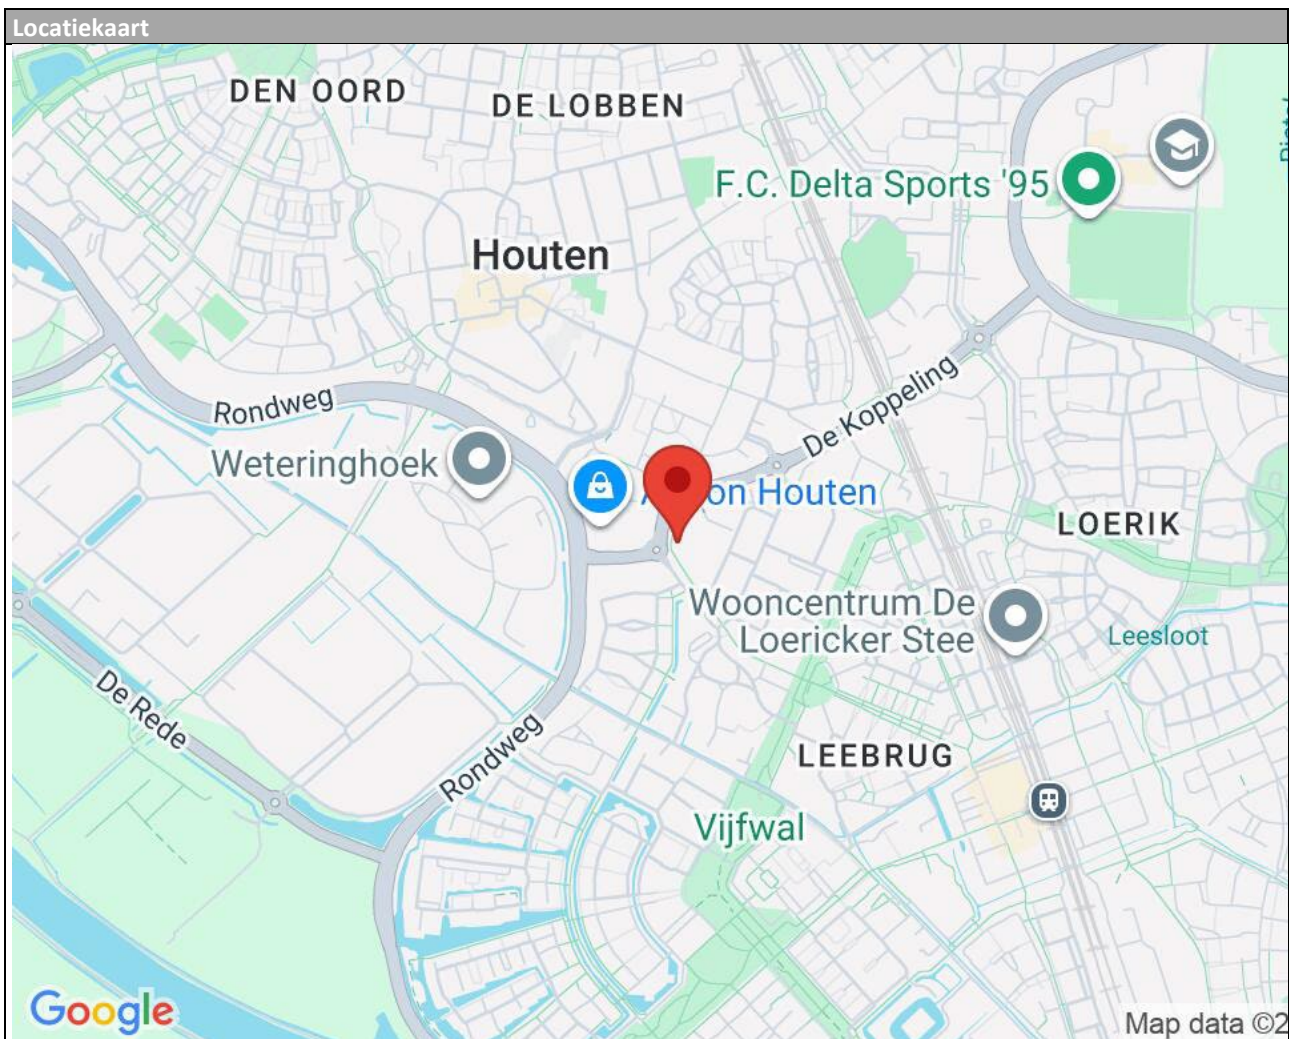 Locatiekaart
DEN OORD
DE LOBBEN
F.C. Delta Sports '95
Houten
De Koppeling
Rondweg
Weteringhoek
Houten
LOERIK
Wooncentrum De
Loericker Stee
Leesloot
De Rede
Rondweg
LEEBRUG
Vijfwal
Google
Map data ©2